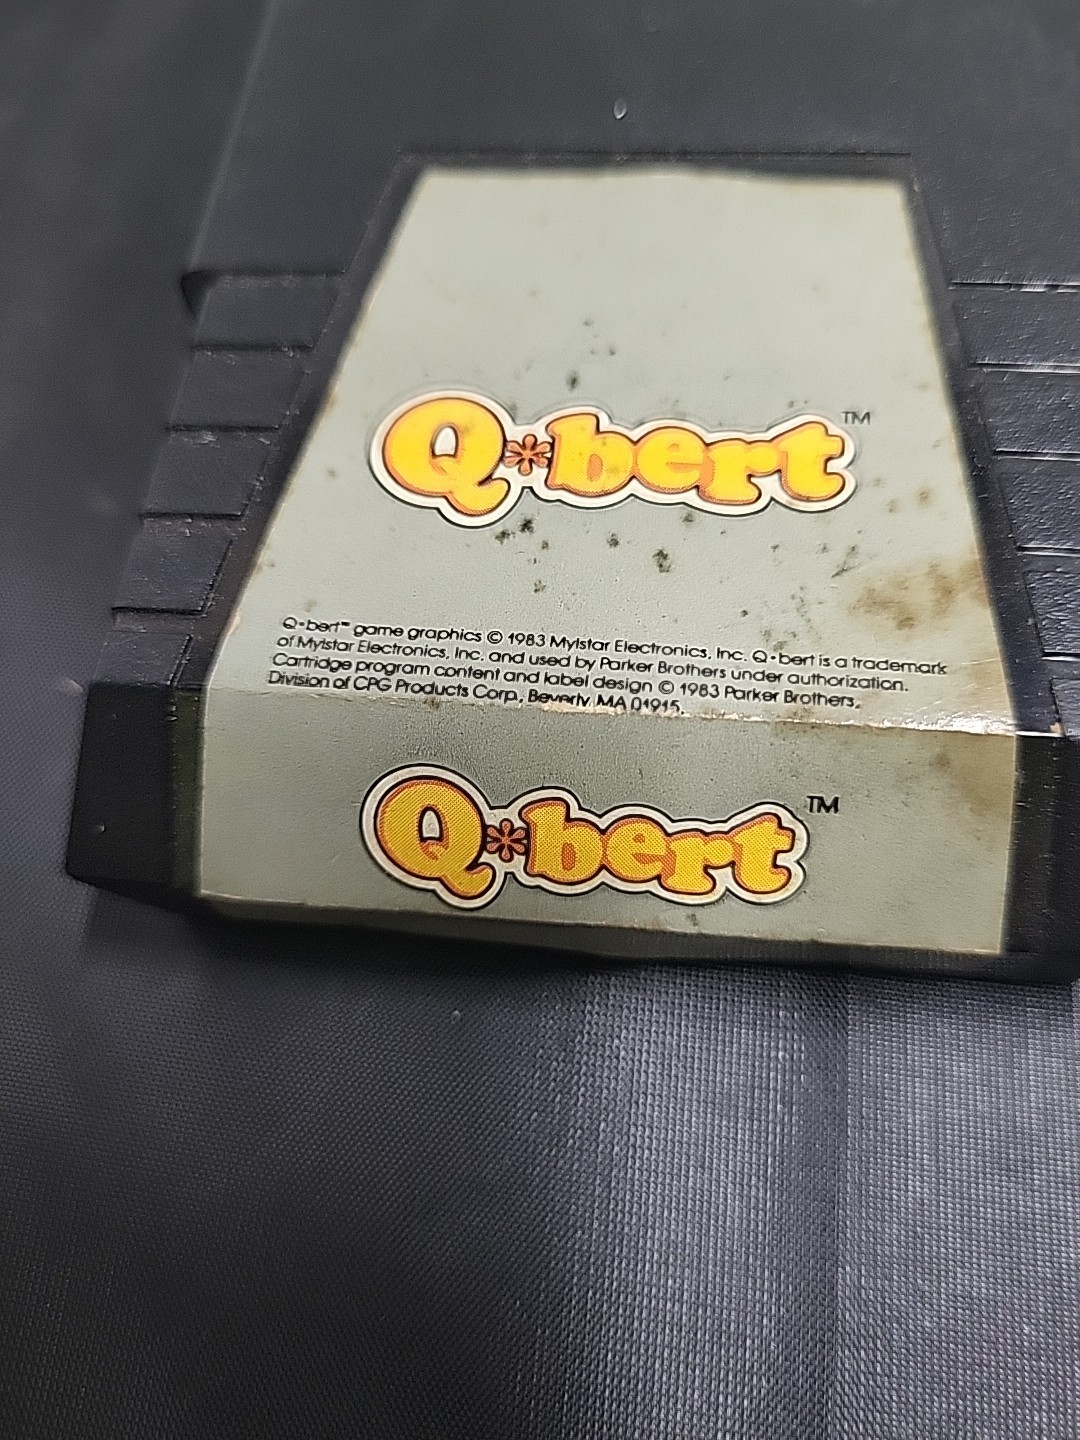 Q*bert™
Q*bert™ game graphics © 1983 Mylstar Electronics, Inc. Q*bert is a trademark
of Mylstar Electronics, Inc. and used by Parker Brothers under authorization.
Cartridge program content and label design © 1983 Parker Brothers,
Division of CPG Products Corp., Beverly, MA 01915.
Q*bert™